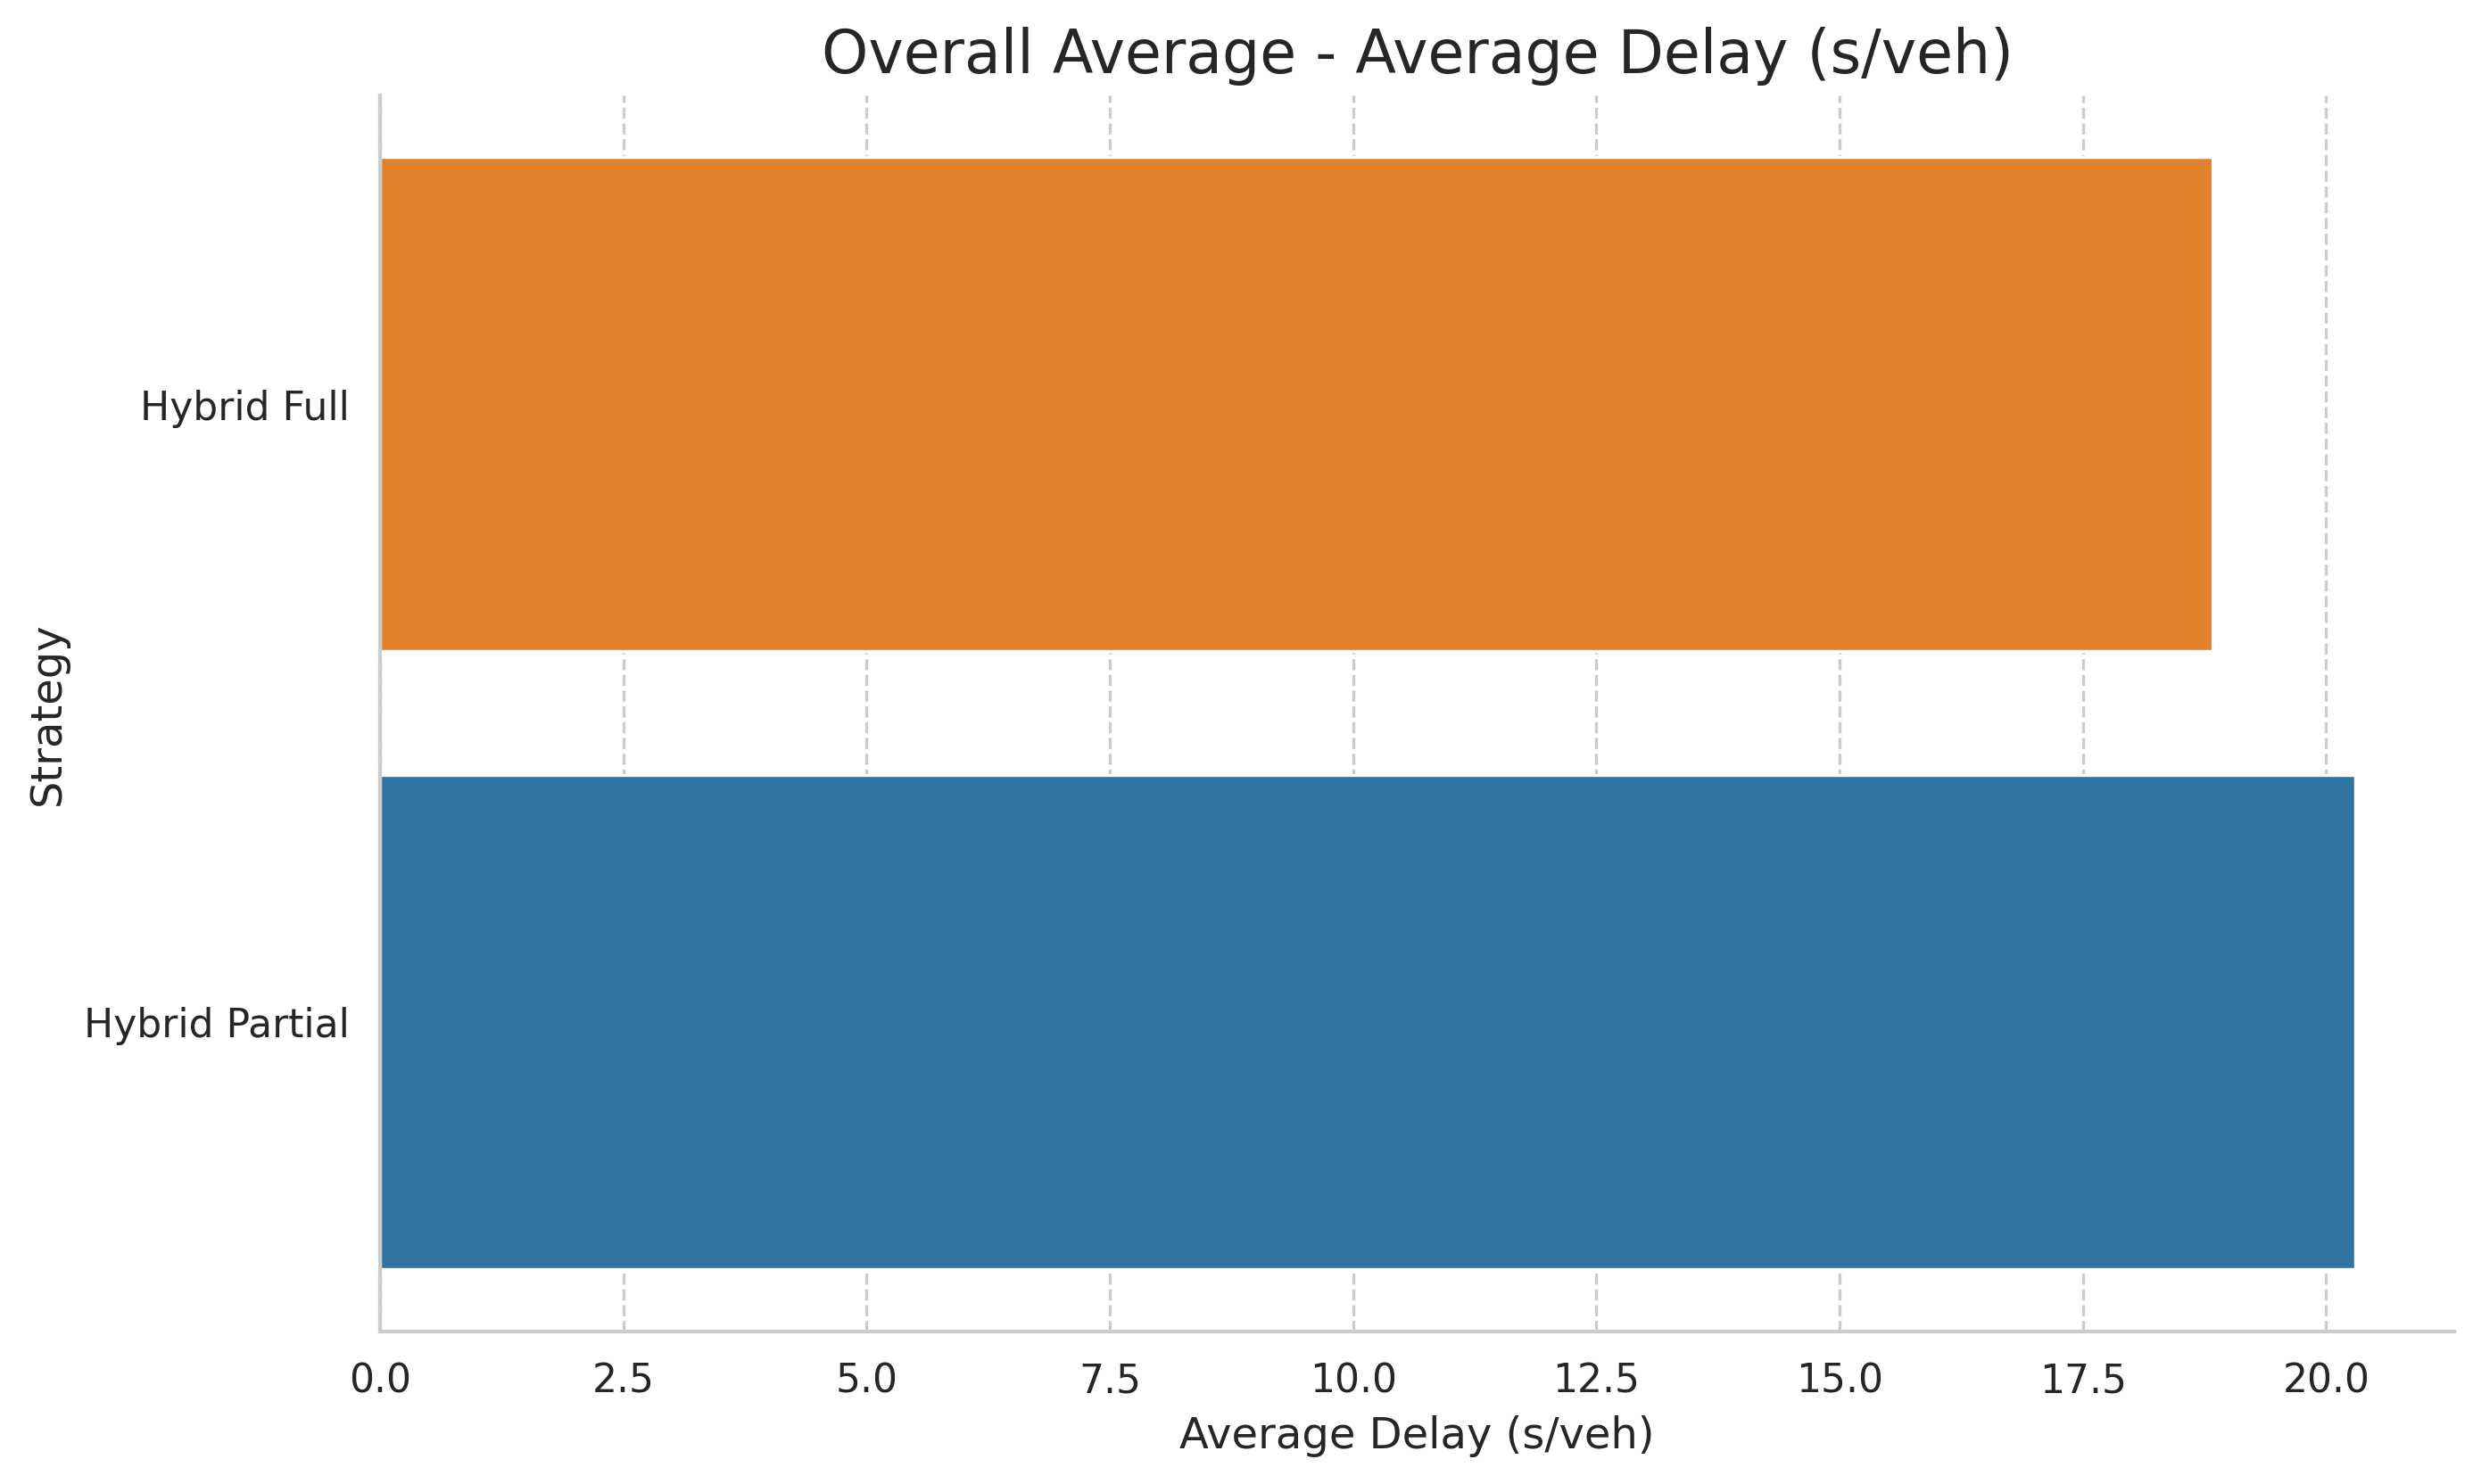 Overall Average - Average Delay (s/veh)
Strategy
Hybrid Full
Hybrid Partial
0.0 2.5 5.0 7.5 10.0 12.5 15.0 17.5 20.0
Average Delay (s/veh)